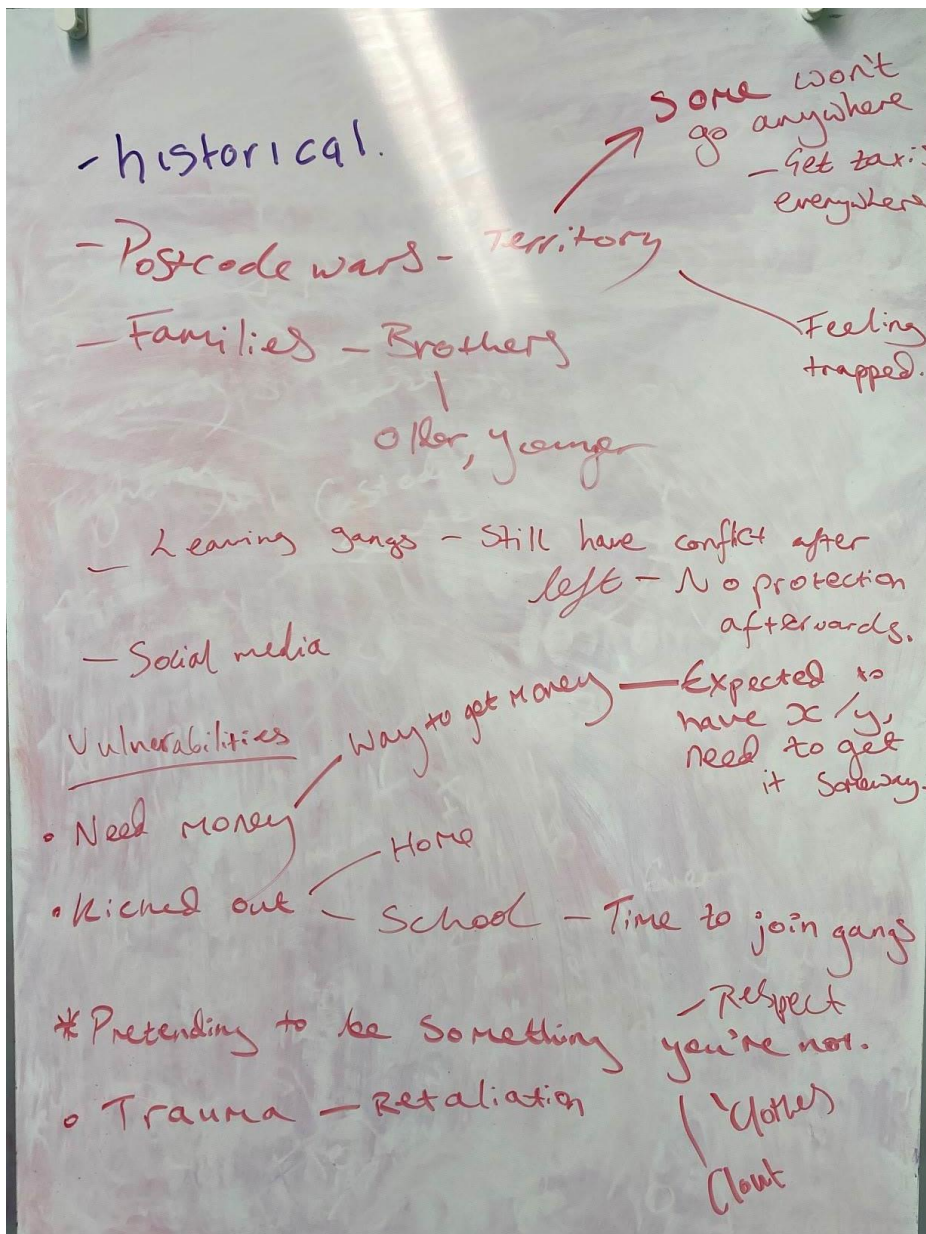 - historical.
Some won't
go anywhere
- Get taxi's
everywhere
- Postcode wars - Territory
Feeling
trapped.
- Families - Brothers
older, younger
- Leaving gangs - Still have conflict after
left - No protection
afterwards.
- Social media
Vulnerabilities
Way to get money - Expected to
have x/y,
need to get
it someway.
• Need money
• Kicked out - Home
- School - Time to join gangs
* Pretending to be something you're not.
- Respect
'Clothes
Clout
• Trauma - Retaliation